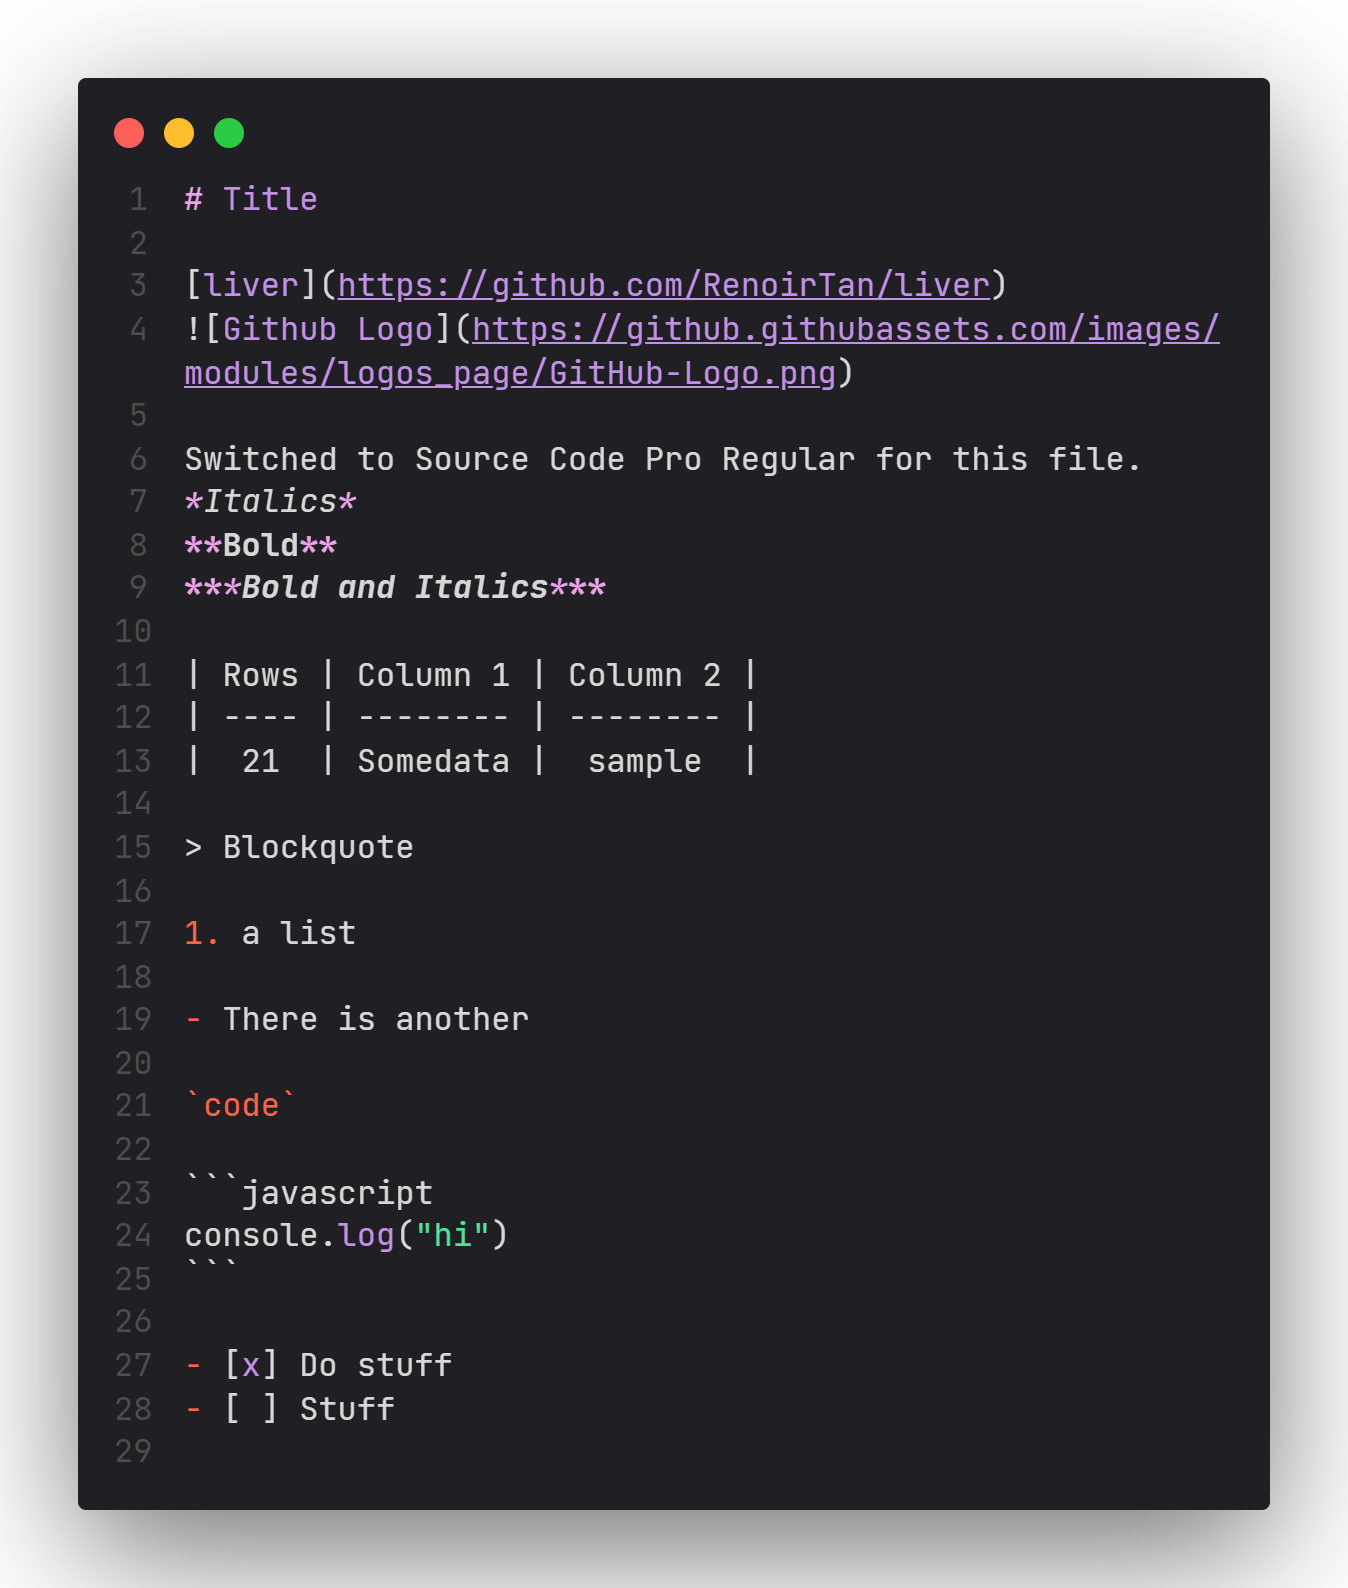 1 # Title
2
3 [liver](https://github.com/RenoirTan/liver)
4 ![Github Logo](https://github.githubassets.com/images/
modules/logos_page/GitHub-Logo.png)
5
6 Switched to Source Code Pro Regular for this file.
7 *Italics*
8 **Bold**
9 ***Bold and Italics***
10
11 | Rows | Column 1 | Column 2 |
12 | ---- | -------- | -------- |
13 |  21  | Somedata |  sample  |
14
15 > Blockquote
16
17 1. a list
18
19 - There is another
20
21 `code`
22
23 ```javascript
24 console.log("hi")
25 ```
26
27 - [x] Do stuff
28 - [ ] Stuff
29